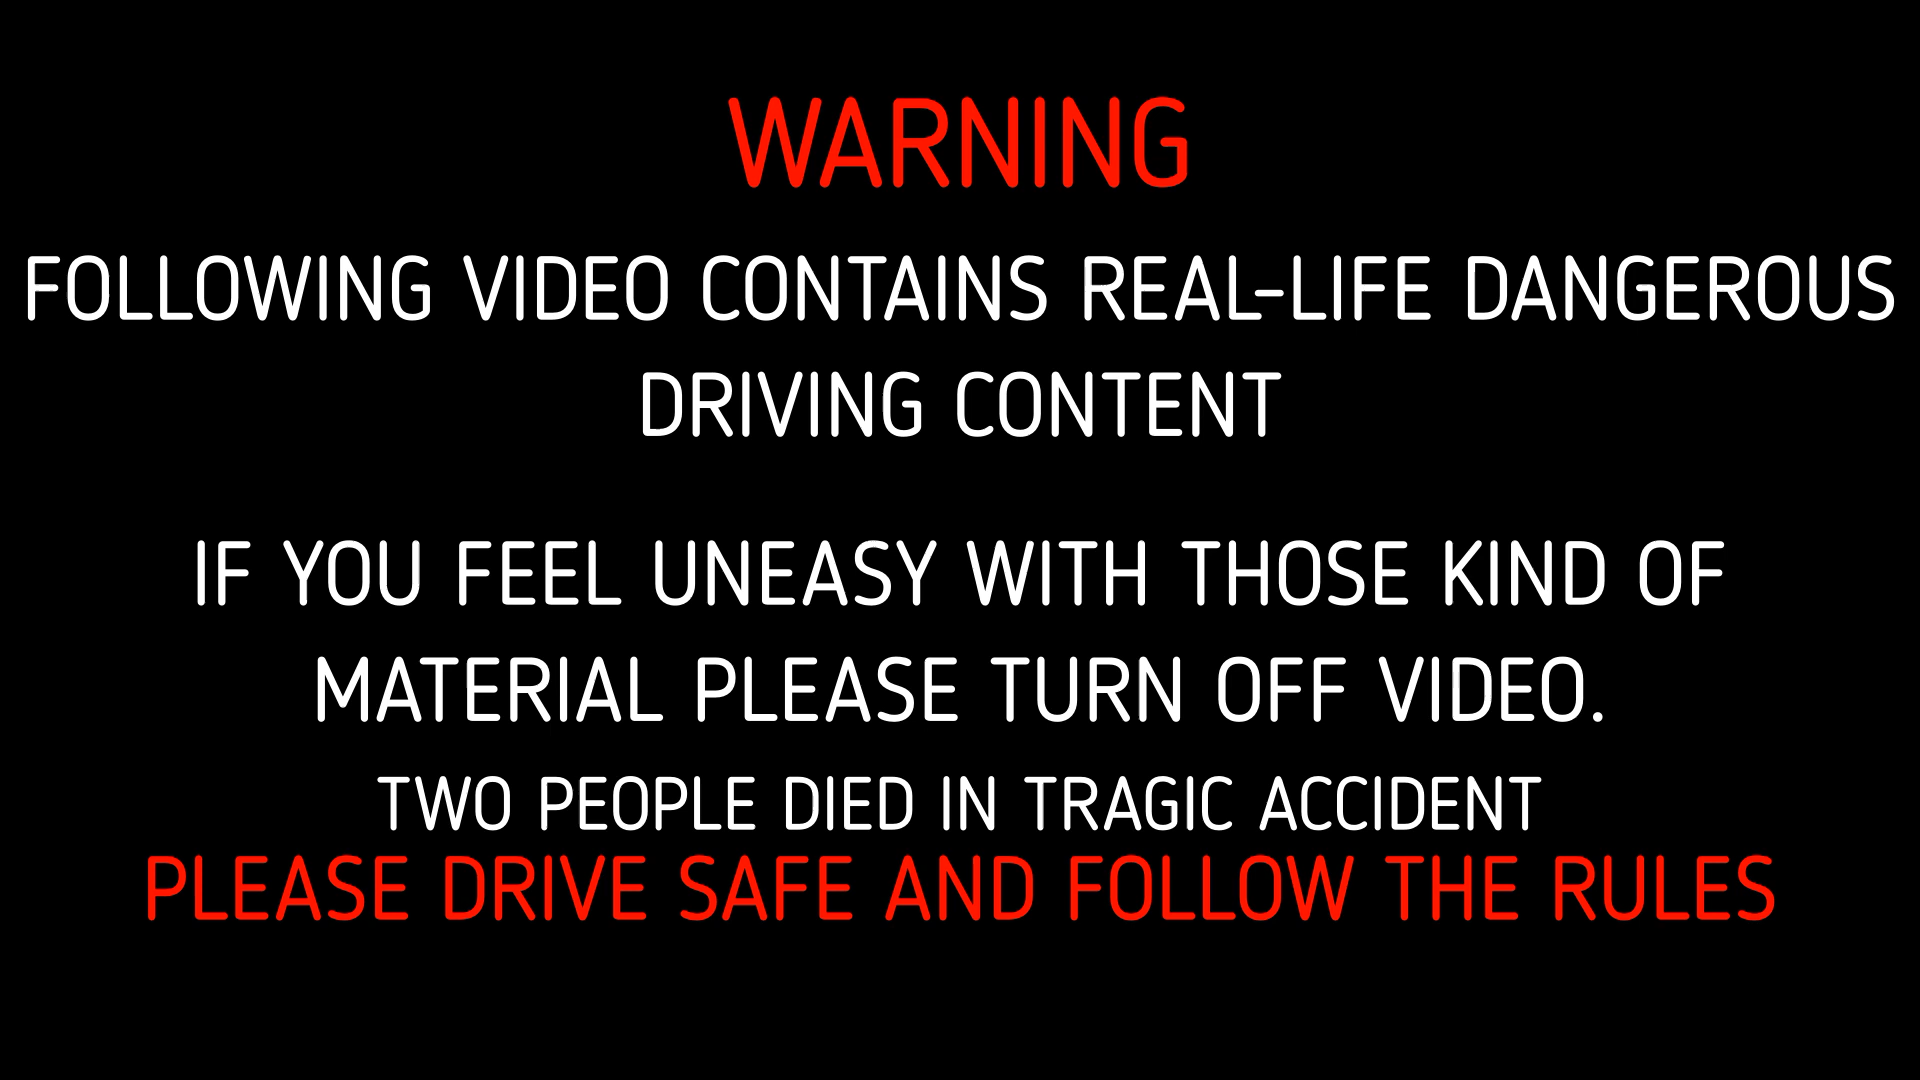 WARNING
FOLLOWING VIDEO CONTAINS REAL-LIFE DANGEROUS
DRIVING CONTENT
IF YOU FEEL UNEASY WITH THOSE KIND OF
MATERIAL PLEASE TURN OFF VIDEO.
TWO PEOPLE DIED IN TRAGIC ACCIDENT
PLEASE DRIVE SAFE AND FOLLOW THE RULES